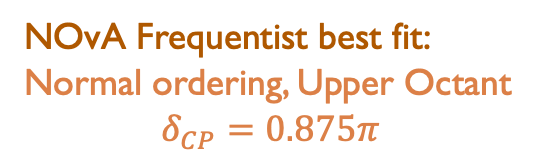 NOvA Frequentist best fit:
Normal ordering, Upper Octant
δ_CP = 0.875π